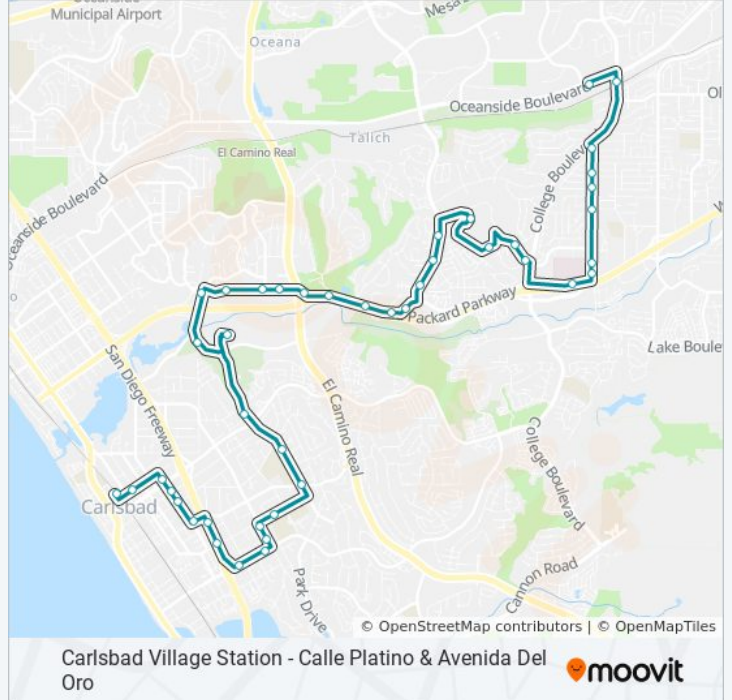 Oceanside
Municipal Airport
Mesa
Oceana
Oceanside Boulevard
Ol
Talich
El Camino Real
College Boulev
Oceanside Boulevard
Packard Parkway
Lake Boule
San Diego Freeway
El Camino Real
College Boulevard
Carlsbad
Cannon Road
Park Drive
© OpenStreetMap contributors | © OpenMapTiles
Carlsbad Village Station - Calle Platino & Avenida Del
Oro
moovit